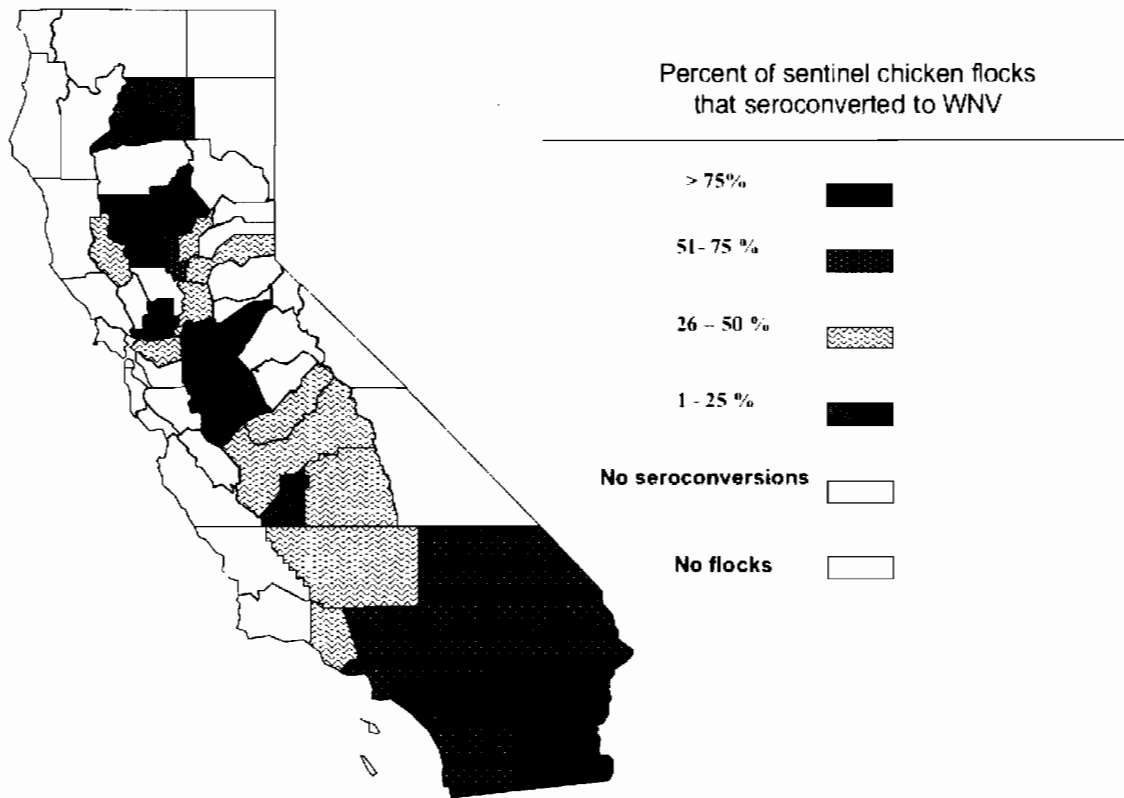 Percent of sentinel chicken flocks
that seroconverted to WNV
> 75%
51- 75 %
26 – 50 %
1 - 25 %
No seroconversions
No flocks